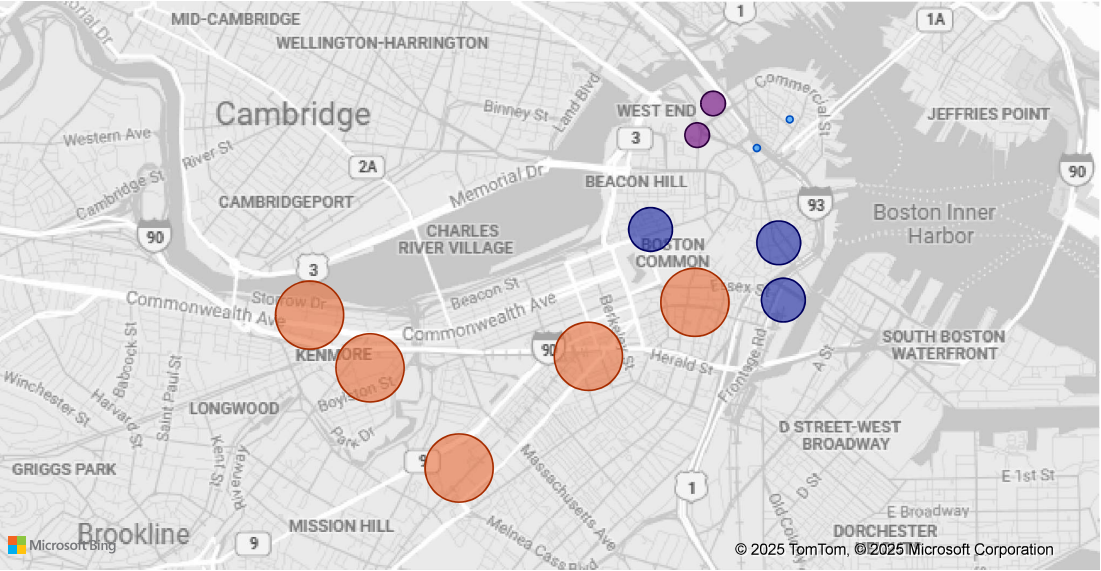 1
1A
MID-CAMBRIDGE
WELLINGTON-HARRINGTON
Land Blvd
Commercial St
Cambridge
Binney St
WEST END
JEFFRIES POINT
Western Ave
River St
3
2A
90
Memorial Dr
BEACON HILL
Cambridge St
CAMBRIDGEPORT
93
90
CHARLES
RIVER VILLAGE
Boston Inner
Harbor
BOSTON
COMMON
3
Storrow Dr
Beacon St
Essex St
Commonwealth Ave
Commonwealth Ave
Berkeley St
KENMORE
90
Herald St
Frontage Rd
A St
SOUTH BOSTON
WATERFRONT
Babcock St
Saint Paul St
Winchester St
Harvard St
LONGWOOD
Boylston St
Park Dr
D STREET-WEST
BROADWAY
GRIGGS PARK
Kent St
Riverway
9
Massachusetts Ave
1
D St
E 1st St
MISSION HILL
E Broadway
Brookline
9
Melnea Cass Blvd
DORCHESTER
Microsoft Bing
© 2025 TomTom, © 2025 Microsoft Corporation